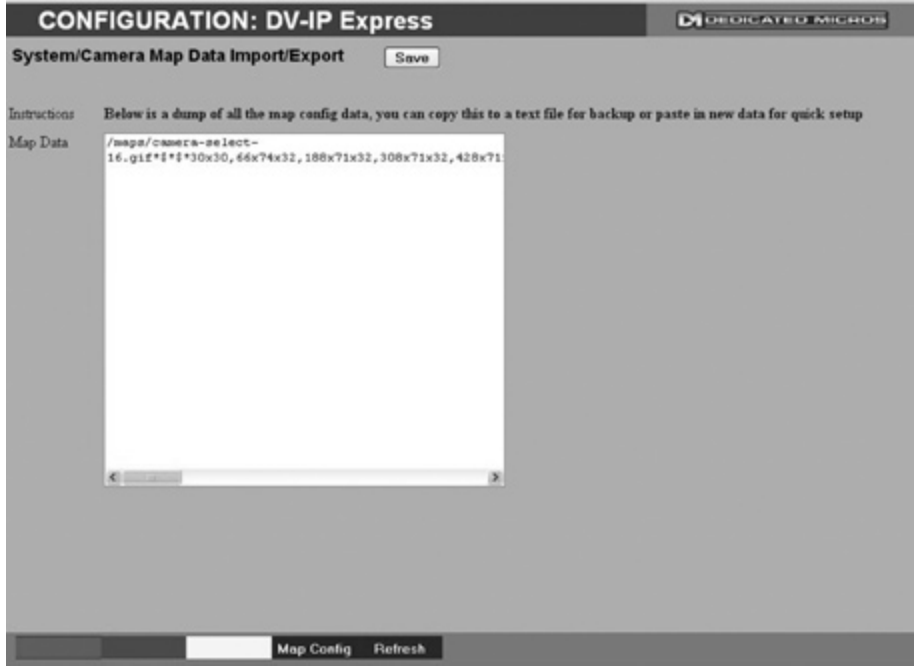 CONFIGURATION: DV-IP Express
DEDICATED MICROS
System/Camera Map Data Import/Export
Save
Instructions
Below is a dump of all the map config data, you can copy this to a text file for backup or paste in new data for quick setup
Map Data
/maps/camera-select-
16.gif*$*$*30x30,66x74x32,188x71x32,308x71x32,428x71
Map Config Refresh